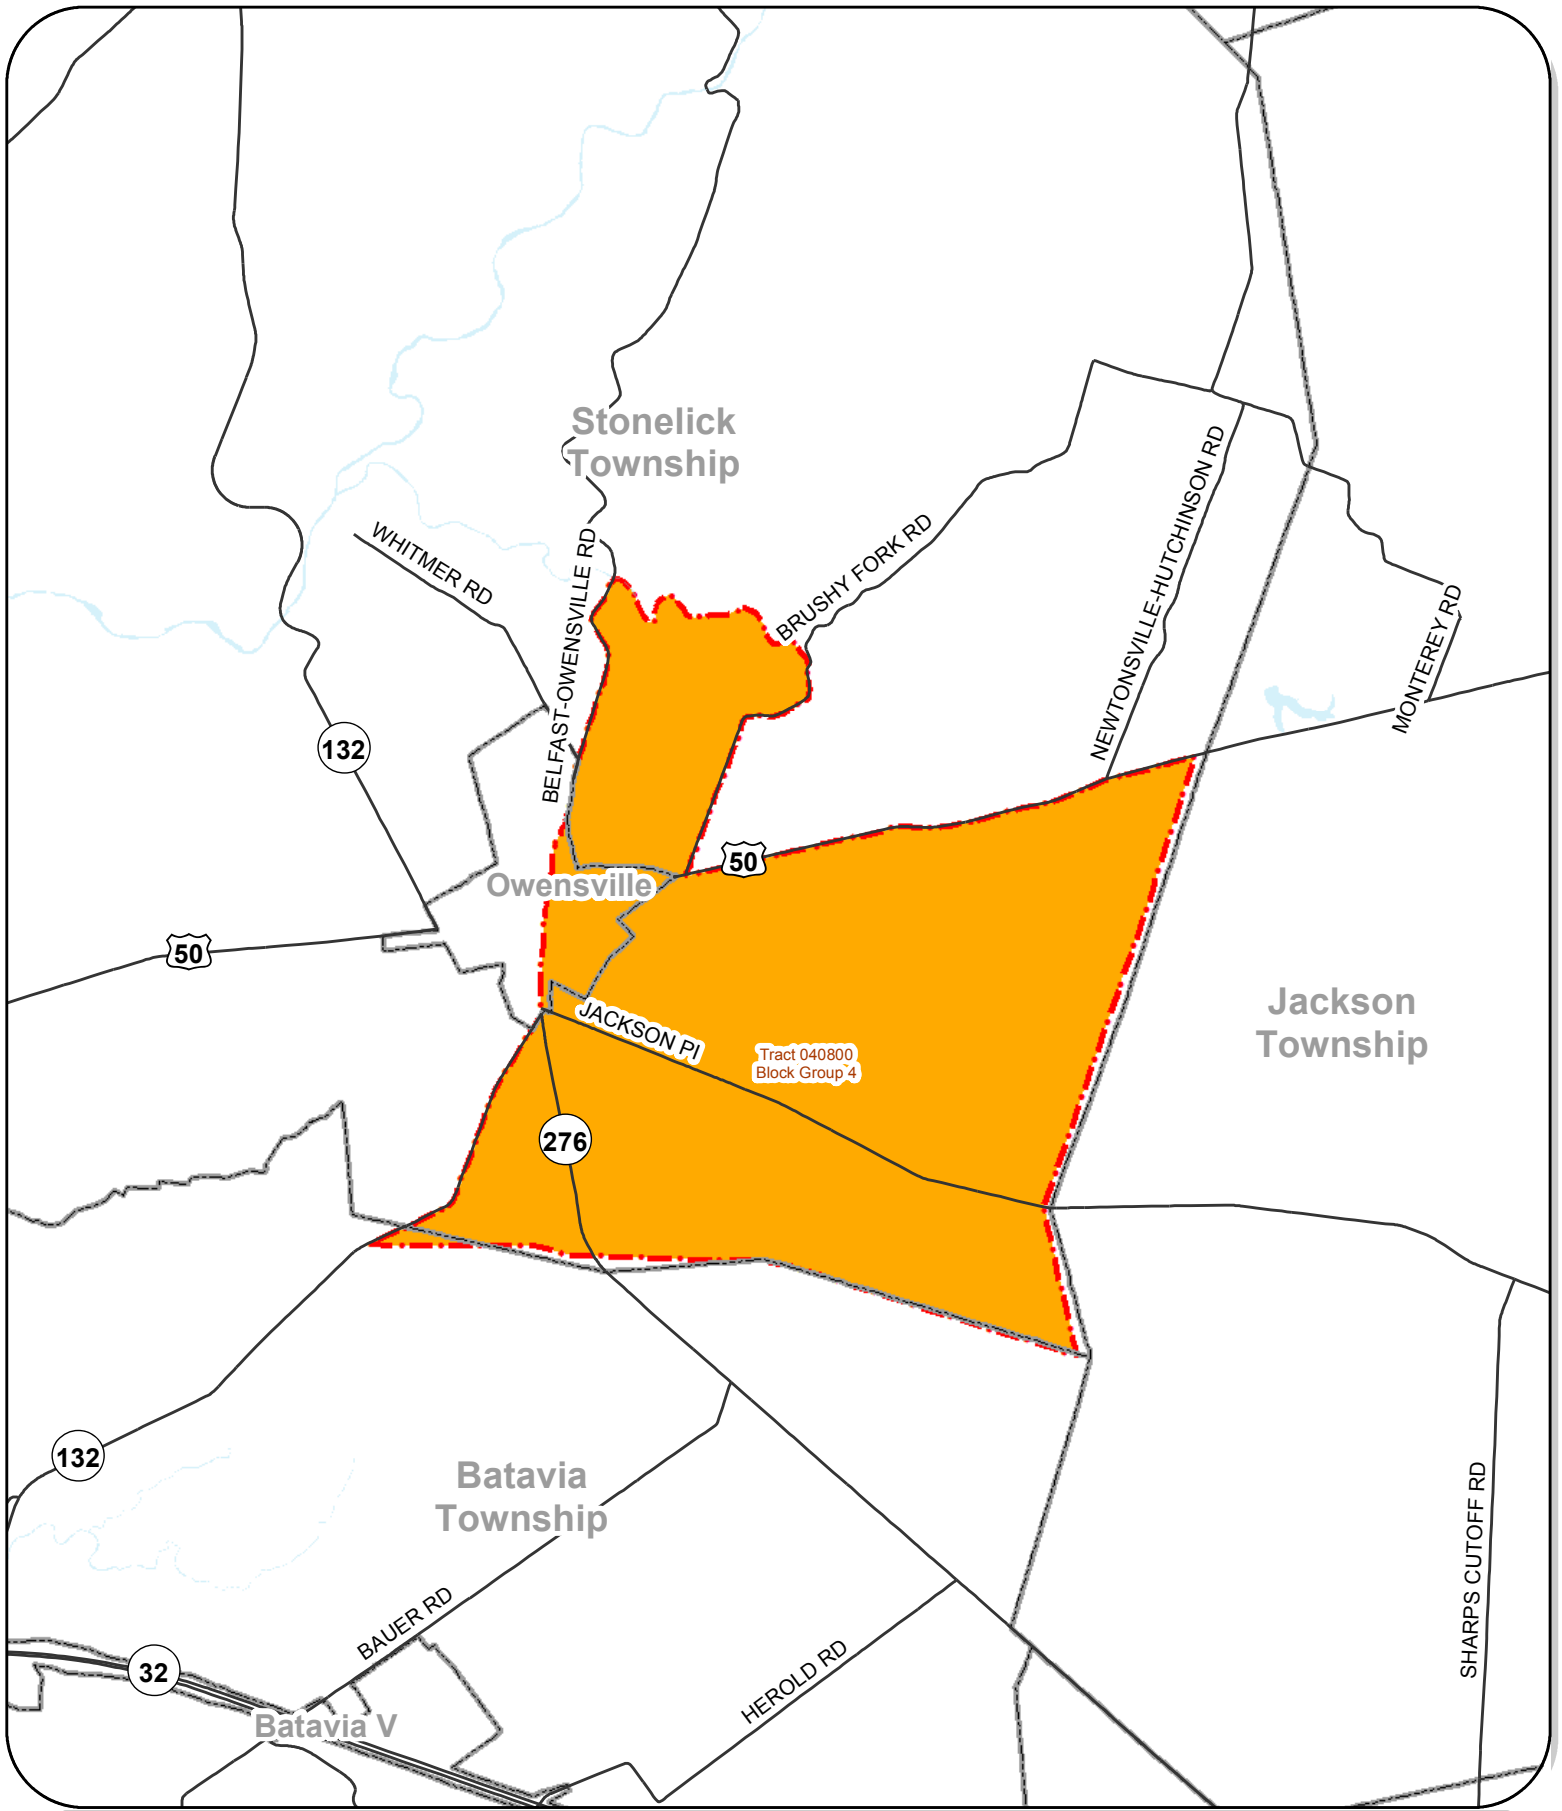 Stonelick
Township
WHITMER RD
BELFAST-OWENSVILLE RD
BRUSHY FORK RD
NEWTONSVILLE-HUTCHINSON RD
MONTEREY RD
132
50
Owensville
50
JACKSON PI
Tract 040800
Block Group 4
Jackson
Township
276
132
Batavia
Township
BAUER RD
32
Batavia V
HEROLD RD
SHARPS CUTOFF RD